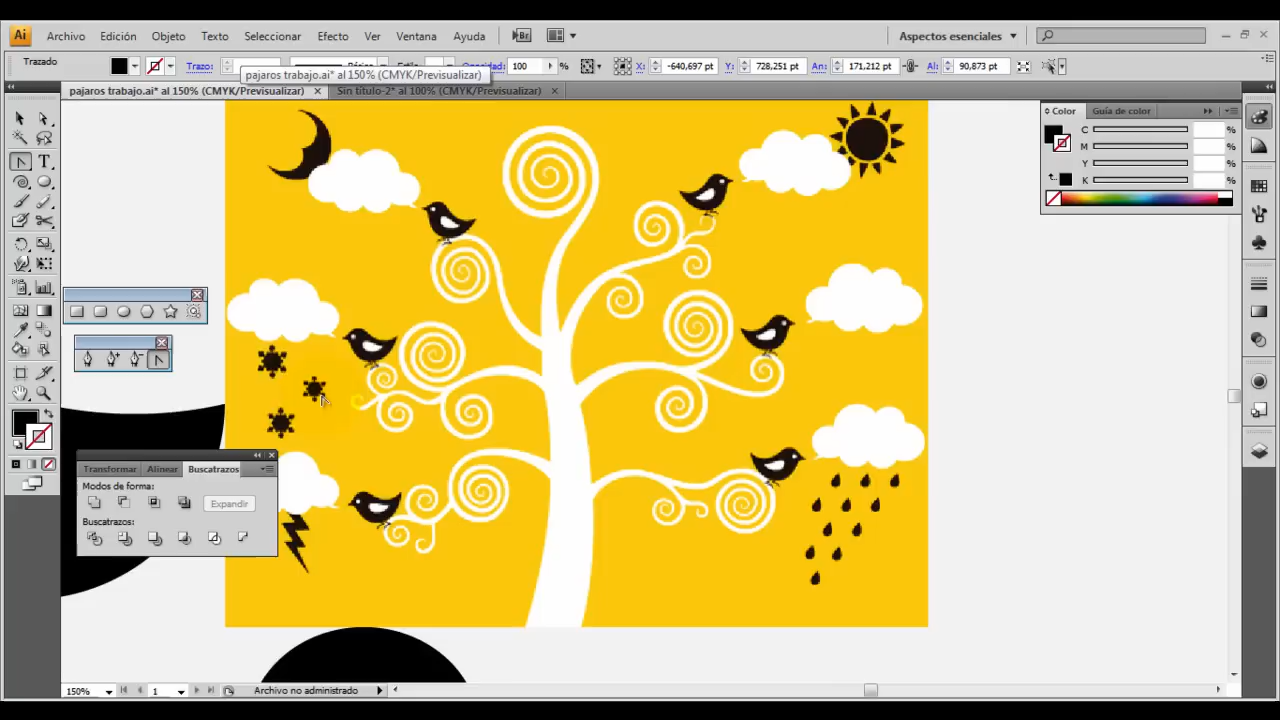 Ai Archivo Edición Objeto Texto Seleccionar Efecto Ver Ventana Ayuda Br Aspectos esenciales
Trazado Trazo: Opacidad: 100 % X: -640,697 pt Y: 728,251 pt An: 171,212 pt Al: 90,873 pt
pajaros trabajo.ai* al 150% (CMYK/Previsualizar)
pajaros trabajo.ai* al 150% (CMYK/Previsualizar) × Sin título-2* al 100% (CMYK/Previsualizar) ×
Color Guía de color
C %
M %
Y %
K %
T
Transformar Alinear Buscatrazos
Modos de forma:
Expandir
Buscatrazos:
150% 1 Archivo no administrado